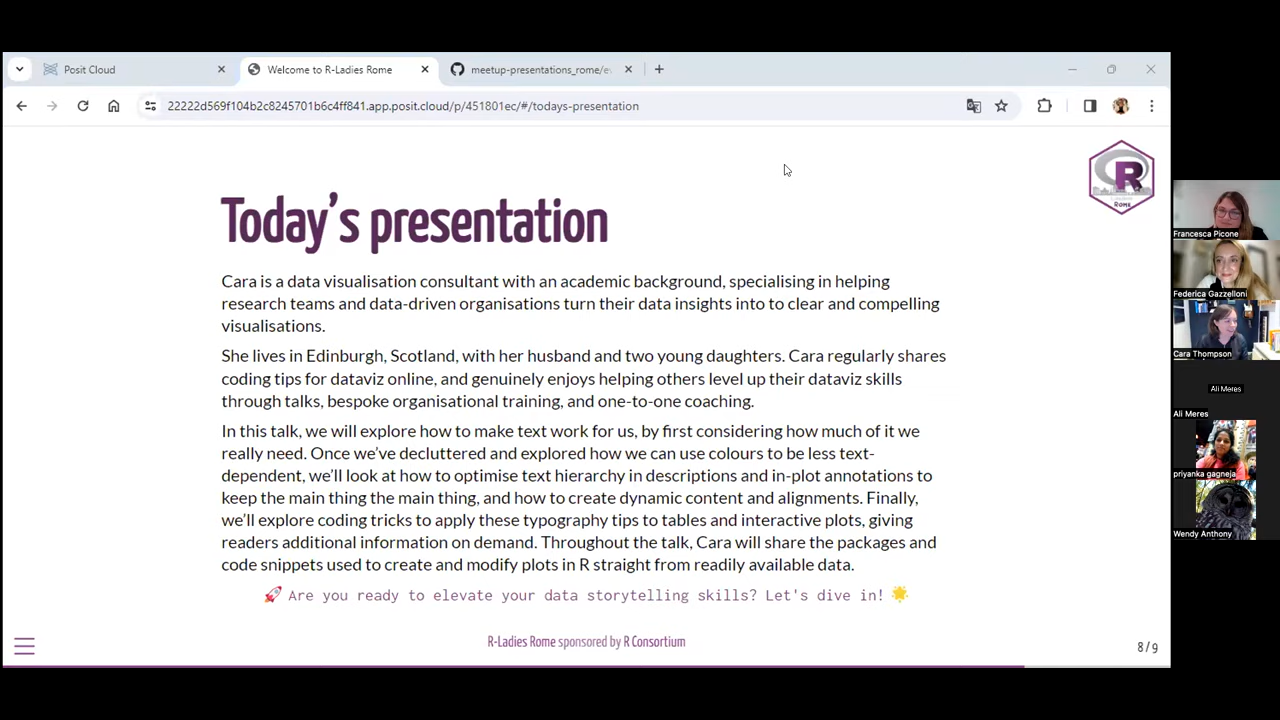 Posit Cloud
Welcome to R-Ladies Rome
meetup-presentations_rome/ev
22222d569f104b2c8245701b6c4ff841.app.posit.cloud/p/451801ec/#/todays-presentation
R
ROME
Today's presentation
Cara is a data visualisation consultant with an academic background, specialising in helping
research teams and data-driven organisations turn their data insights into to clear and compelling
visualisations.
She lives in Edinburgh, Scotland, with her husband and two young daughters. Cara regularly shares
coding tips for dataviz online, and genuinely enjoys helping others level up their dataviz skills
through talks, bespoke organisational training, and one-to-one coaching.
In this talk, we will explore how to make text work for us, by first considering how much of it we
really need. Once we've decluttered and explored how we can use colours to be less text-
dependent, we'll look at how to optimise text hierarchy in descriptions and in-plot annotations to
keep the main thing the main thing, and how to create dynamic content and alignments. Finally,
we'll explore coding tricks to apply these typography tips to tables and interactive plots, giving
readers additional information on demand. Throughout the talk, Cara will share the packages and
code snippets used to create and modify plots in R straight from readily available data.
🚀 Are you ready to elevate your data storytelling skills? Let's dive in! 🌟
R-Ladies Rome sponsored by R Consortium
8/9
Francesca Picone
Federica Gazzelloni
Cara Thompson
Ali Meres
Ali Meres
priyanka gagneja
Wendy Anthony